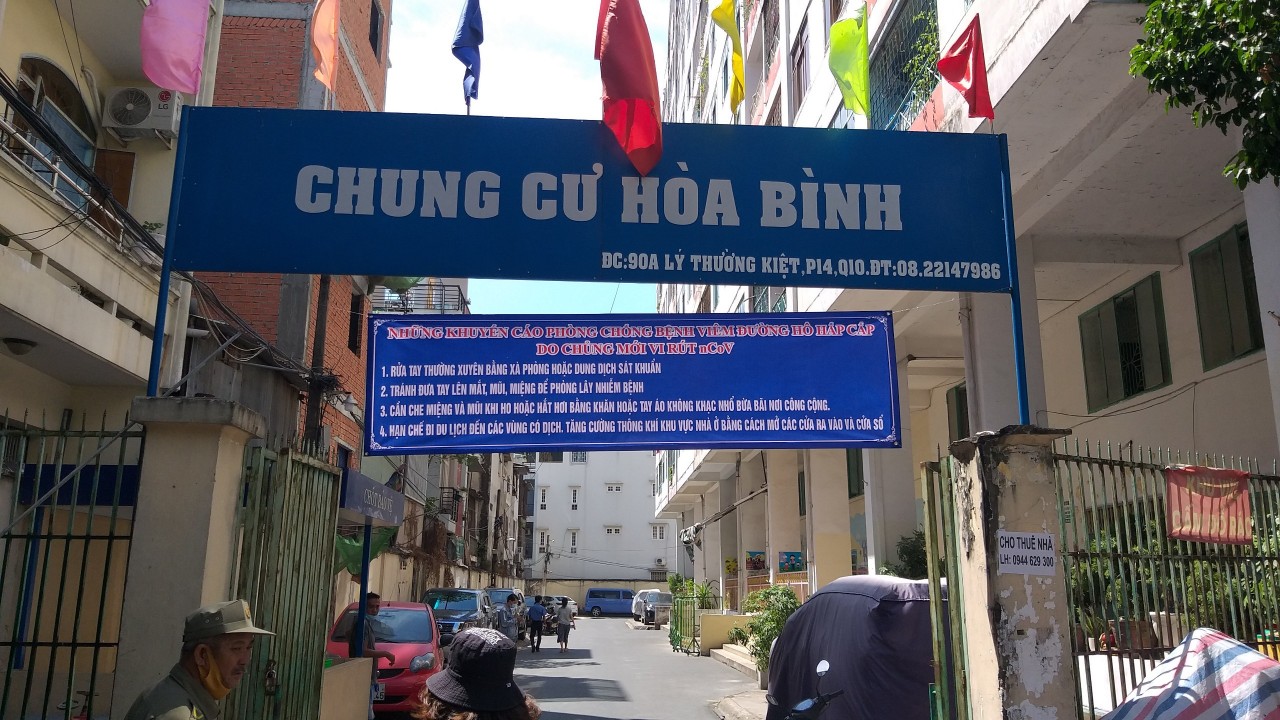 LG
CHUNG CƯ HÒA BÌNH
ĐC:90A LÝ THƯỜNG KIỆT,P14,Q10.ĐT:08.22147986
NHỮNG KHUYẾN CÁO PHÒNG CHỐNG BỆNH VIÊM ĐƯỜNG HÔ HẤP CẤP
DO CHỦNG MỚI VI RÚT nCoV
1. RỬA TAY THƯỜNG XUYÊN BẰNG XÀ PHÒNG HOẶC DUNG DỊCH SÁT KHUẨN
2. TRÁNH ĐƯA TAY LÊN MẮT, MŨI, MIỆNG ĐỀ PHÒNG LÂY NHIỄM BỆNH
3. CẦN CHE MIỆNG VÀ MŨI KHI HO HOẶC HẮT HƠI BẰNG KHĂN HOẶC TAY ÁO KHÔNG KHẠC NHỔ BỪA BÃI NƠI CÔNG CỘNG.
4. HẠN CHẾ ĐI DU LỊCH ĐẾN CÁC VÙNG CÓ DỊCH. TĂNG CƯỜNG THÔNG KHÍ KHU VỰC NHÀ Ở BẰNG CÁCH MỞ CÁC CỬA RA VÀO VÀ CỬA SỔ
CHỐT BẢO VỆ
CHO THUÊ NHÀ
LH: 0944 629 300